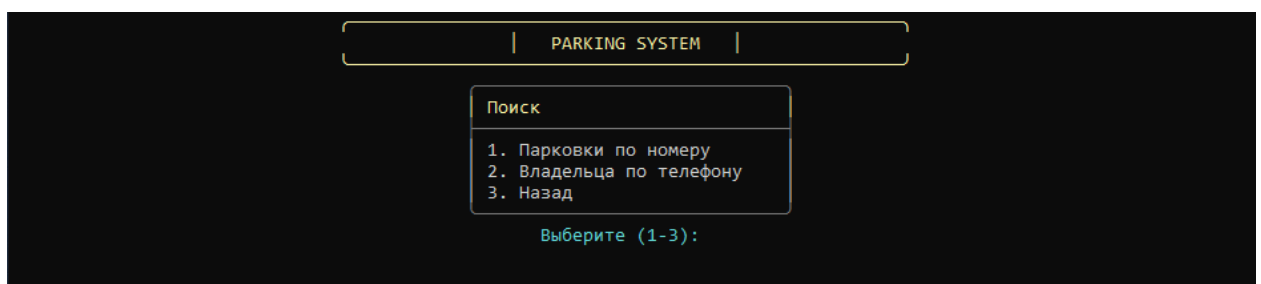 PARKING SYSTEM
Поиск
1. Парковки по номеру
2. Владельца по телефону
3. Назад
Выберите (1-3):